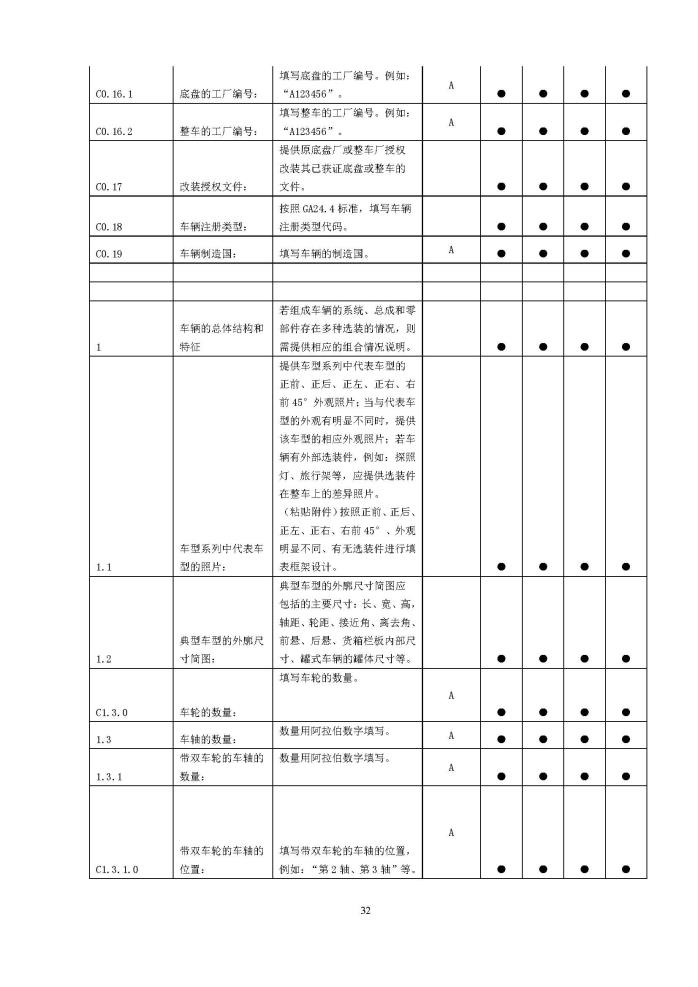 填写底盘的工厂编号。例如：
C0.16.1 底盘的工厂编号： “A123456”。 A ● ● ● ●
填写整车的工厂编号。例如：
C0.16.2 整车的工厂编号： “A123456”。 A ● ● ● ●
提供原底盘厂或整车厂授权
改装其已获证底盘或整车的
C0.17 改装授权文件： 文件。 ● ● ● ●
按照 GA24.4 标准，填写车辆
C0.18 车辆注册类型： 注册类型代码。 ● ● ● ●
C0.19 车辆制造国： 填写车辆的制造国。 A ● ● ● ●
若组成车辆的系统、总成和零
车辆的总体结构和 部件存在多种选装的情况，则
1 特征 需提供相应的组合情况说明。 ● ● ● ●
提供车型系列中代表车型的
正前、正后、正左、正右、右
前 45°外观照片；当与代表车
型的外观有明显不同时，提供
该车型的相应外观照片；若车
辆有外部选装件，例如：探照
灯、旅行架等，应提供选装件
在整车上的差异照片。
（粘贴附件）按照正前、正后、
正左、正右、右前 45°、外观
车型系列中代表车 明显不同、有无选装件进行填
1.1 型的照片： 表框架设计。 ● ● ● ●
典型车型的外廓尺寸简图应
包括的主要尺寸：长、宽、高，
轴距、轮距、接近角、离去角、
典型车型的外廓尺 前悬、后悬、货箱栏板内部尺
1.2 寸简图： 寸、罐式车辆的罐体尺寸等。 ● ● ● ●
填写车轮的数量。
C1.3.0 车轮的数量： A ● ● ● ●
1.3 车轴的数量： 数量用阿拉伯数字填写。 A ● ● ● ●
带双车轮的车轴的 数量用阿拉伯数字填写。
1.3.1 数量： A ● ● ● ●
带双车轮的车轴的 填写带双车轮的车轴的位置，
C1.3.1.0 位置： 例如：“第 2 轴、第 3 轴”等。 A ● ● ● ●
32